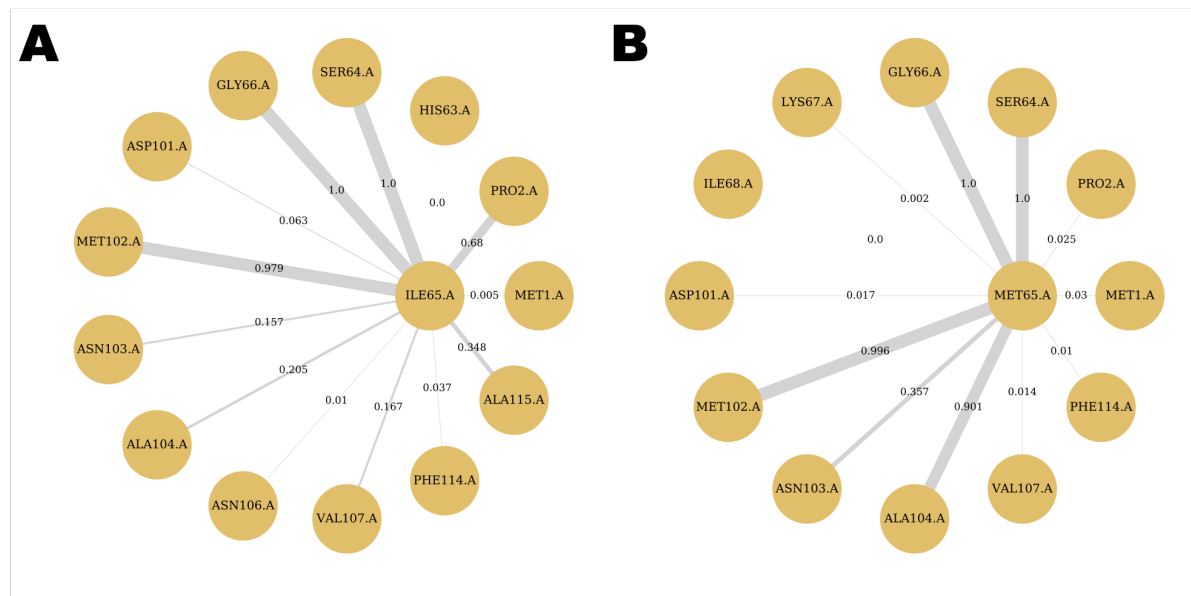 A
SER64.A
GLY66.A
HIS63.A
ASP101.A
PRO2.A
1.0
1.0
0.0
0.063
0.68
MET102.A
0.979
ILE65.A
0.005
MET1.A
ASN103.A
0.157
0.348
0.205
0.037
0.01
0.167
ALA115.A
ALA104.A
PHE114.A
ASN106.A
VAL107.A
B
GLY66.A
LYS67.A
SER64.A
ILE68.A
PRO2.A
1.0
1.0
0.002
0.0
0.025
ASP101.A
0.017
MET65.A
0.03
MET1.A
0.996
0.01
0.357
0.901
0.014
MET102.A
PHE114.A
ASN103.A
VAL107.A
ALA104.A